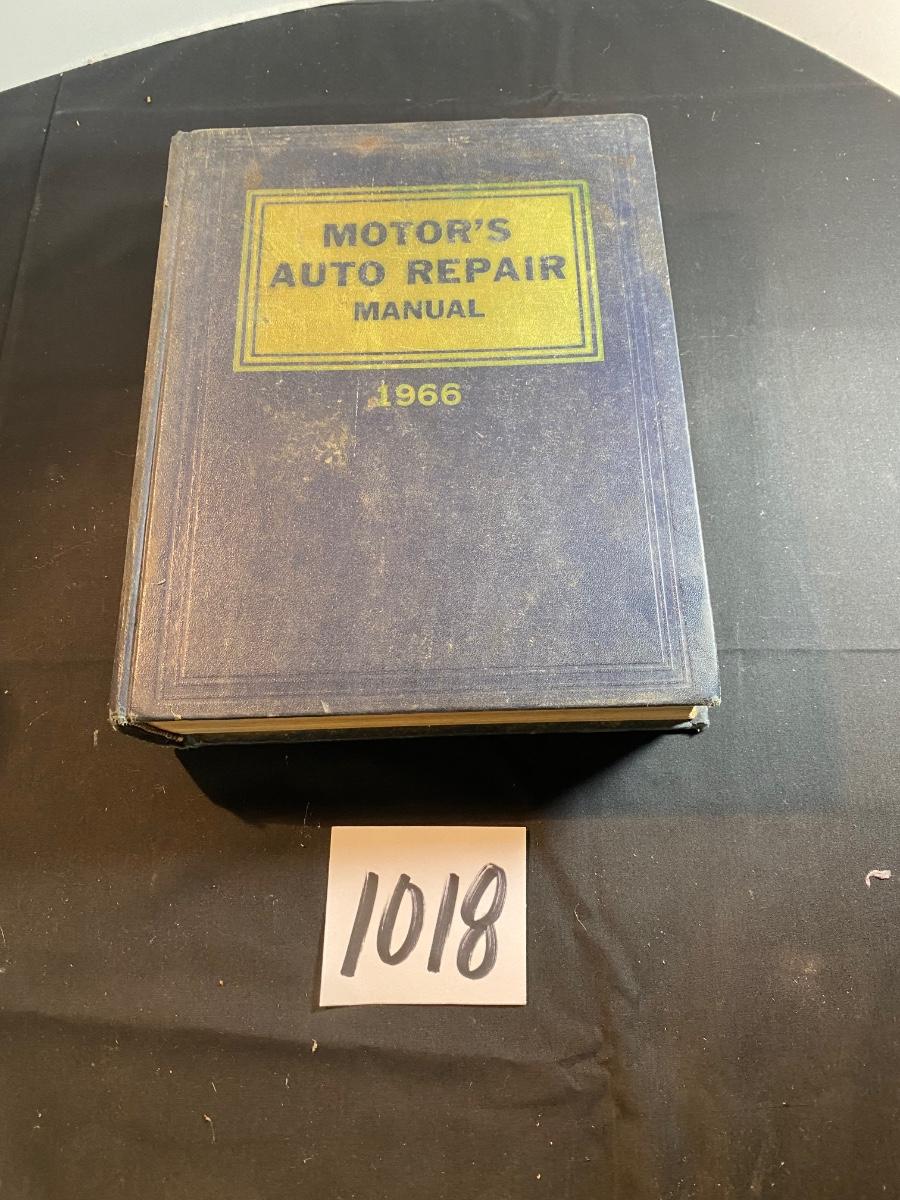 MOTOR'S
AUTO REPAIR
MANUAL
1966
1018